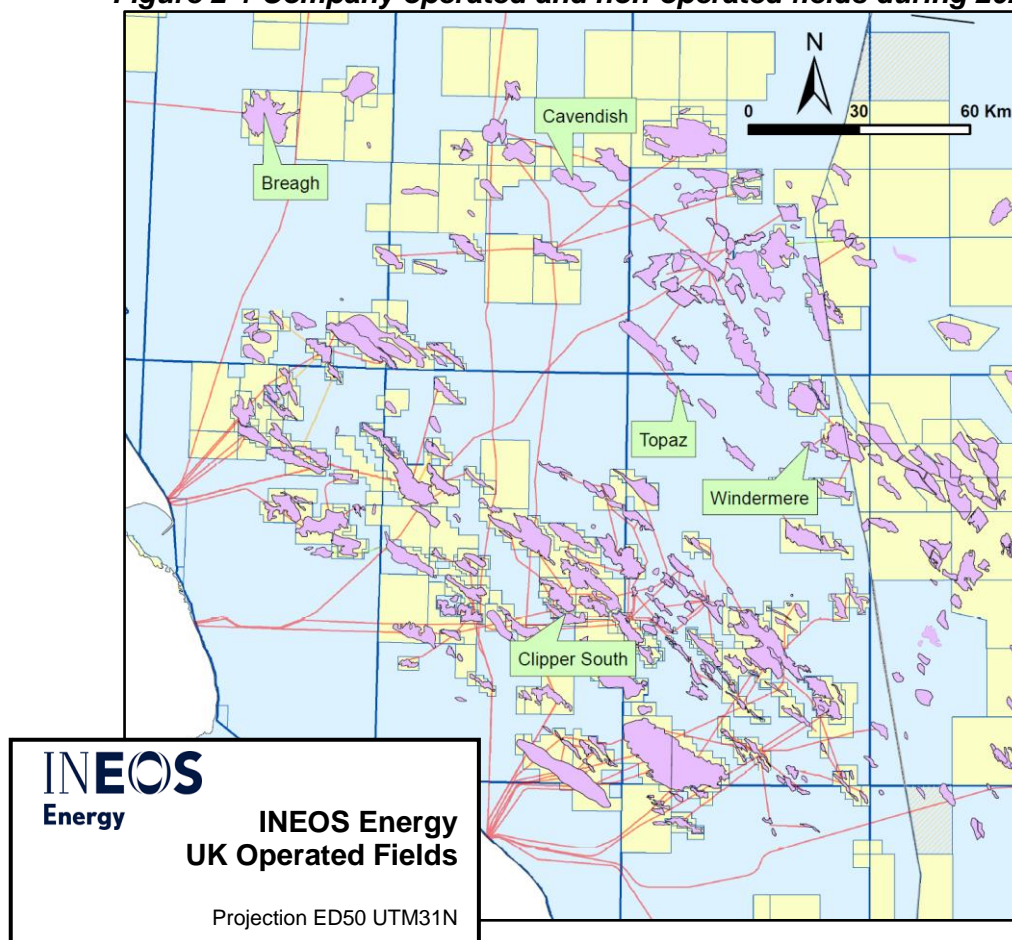 Figure 2-1 Company operated and non-operated fields during
N
0 30 60 Km
Cavendish
Breagh
Topaz
Windermere
Clipper South
INEOS
Energy
INEOS Energy
UK Operated Fields
Projection ED50 UTM31N